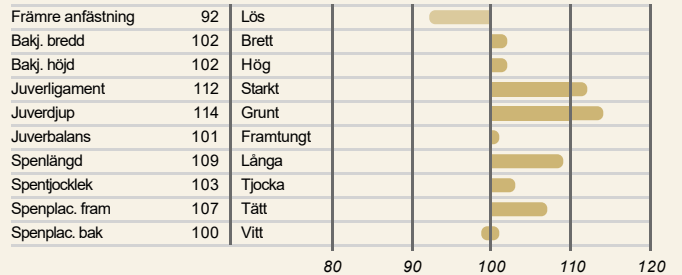 Främre anfästning 92 Lös
Bakj. bredd 102 Brett
Bakj. höjd 102 Hög
Juverligament 112 Starkt
Juverdjup 114 Grunt
Juverbalans 101 Framtungt
Spenlängd 109 Långa
Spentjocklek 103 Tjocka
Spenplac. fram 107 Tätt
Spenplac. bak 100 Vitt
80 90 100 110 120